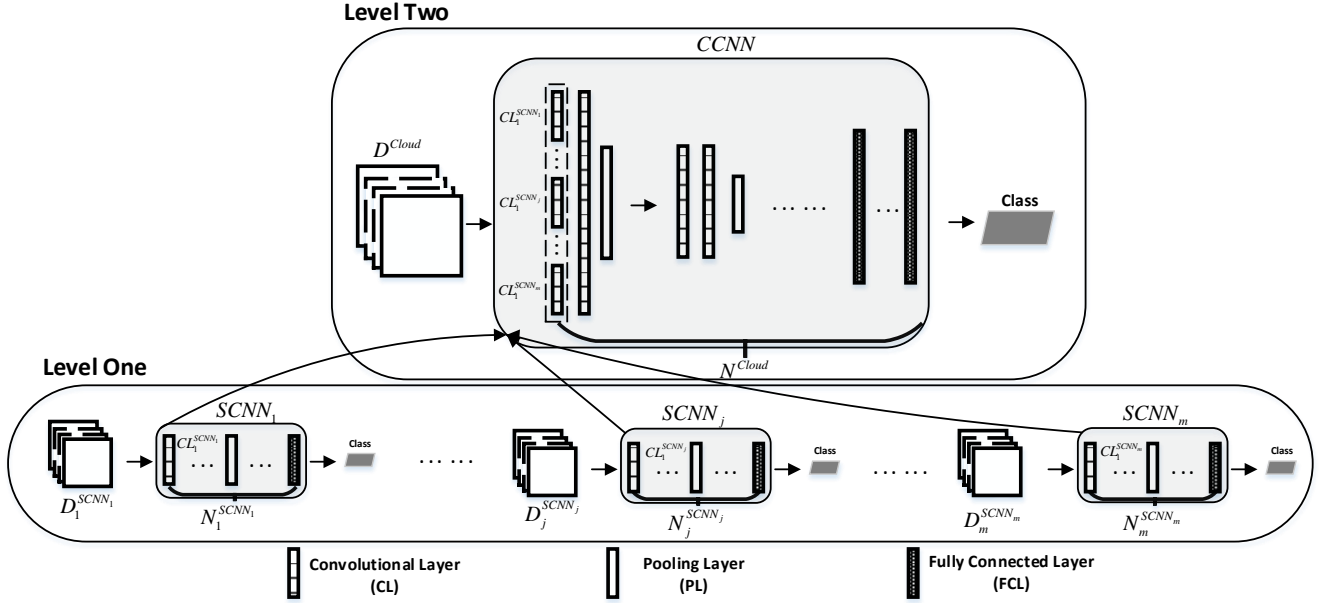 Level Two
CCNN
D^{Cloud}
CL_1^{SCNN_1}
CL_1^{SCNN_j}
CL_1^{SCNN_m}
... ...
...
Class
N^{Cloud}
Level One
SCNN_1
SCNN_j
SCNN_m
CL_1^{SCNN_1}
... ...
Class
... ...
CL_1^{SCNN_j}
... ...
Class
... ...
CL_1^{SCNN_m}
... ...
Class
D_1^{SCNN_1}
N_1^{SCNN_1}
D_j^{SCNN_j}
N_j^{SCNN_j}
D_m^{SCNN_m}
N_m^{SCNN_m}
Convolutional Layer
(CL)
Pooling Layer
(PL)
Fully Connected Layer
(FCL)